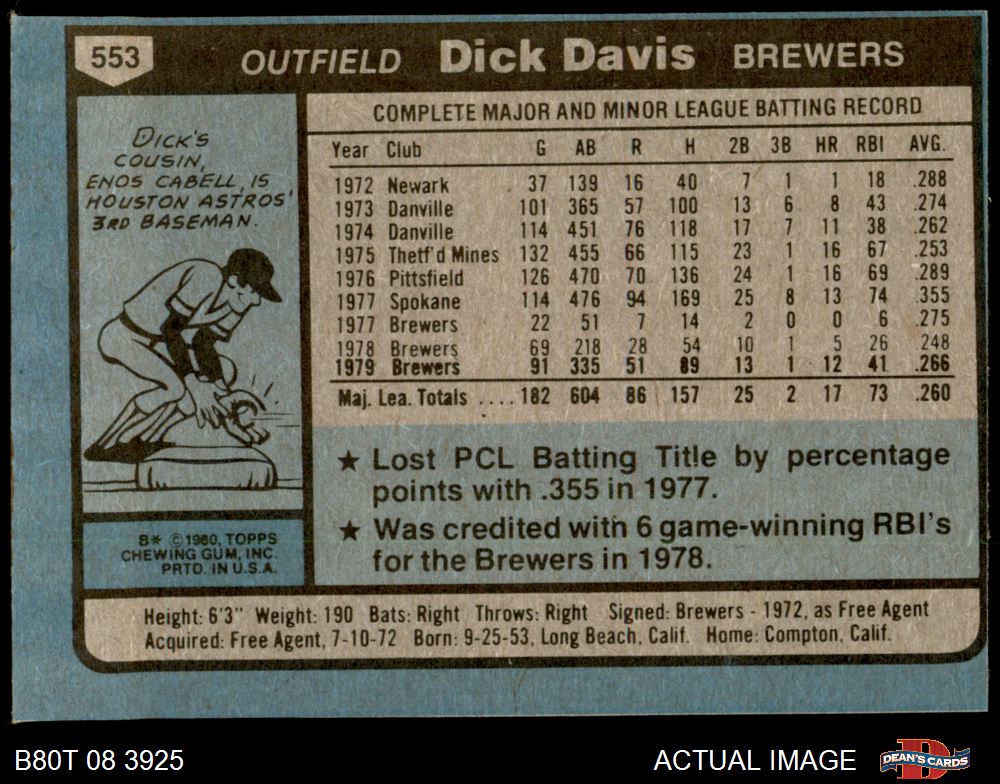 553
OUTFIELD Dick Davis BREWERS
DICK'S
COUSIN,
ENOS CABELL, IS
HOUSTON ASTROS'
3RD BASEMAN.
COMPLETE MAJOR AND MINOR LEAGUE BATTING RECORD
Year Club G AB R H 2B 3B HR RBI AVG.
1972 Newark 37 139 16 40 7 1 1 18 .288
1973 Danville 101 365 57 100 13 6 8 43 .274
1974 Danville 114 451 76 118 17 7 11 38 .262
1975 Thetf'd Mines 132 455 66 115 23 1 16 67 .253
1976 Pittsfield 126 470 70 136 24 1 16 69 .289
1977 Spokane 114 476 94 169 25 8 13 74 .355
1977 Brewers 22 51 7 14 2 0 0 6 .275
1978 Brewers 69 218 28 54 10 1 5 26 .248
1979 Brewers 91 335 51 89 13 1 12 41 .266
Maj. Lea. Totals .... 182 604 86 157 25 2 17 73 .260
★ Lost PCL Batting Title by percentage
points with .355 in 1977.
★ Was credited with 6 game-winning RBI's
for the Brewers in 1978.
B* ©1980, TOPPS
CHEWING GUM, INC.
PRTD. IN U.S.A.
Height: 6'3" Weight: 190 Bats: Right Throws: Right Signed: Brewers - 1972, as Free Agent
Acquired: Free Agent, 7-10-72 Born: 9-25-53, Long Beach, Calif. Home: Compton, Calif.
B80T 08 3925
ACTUAL IMAGE
DEAN'S CARDS